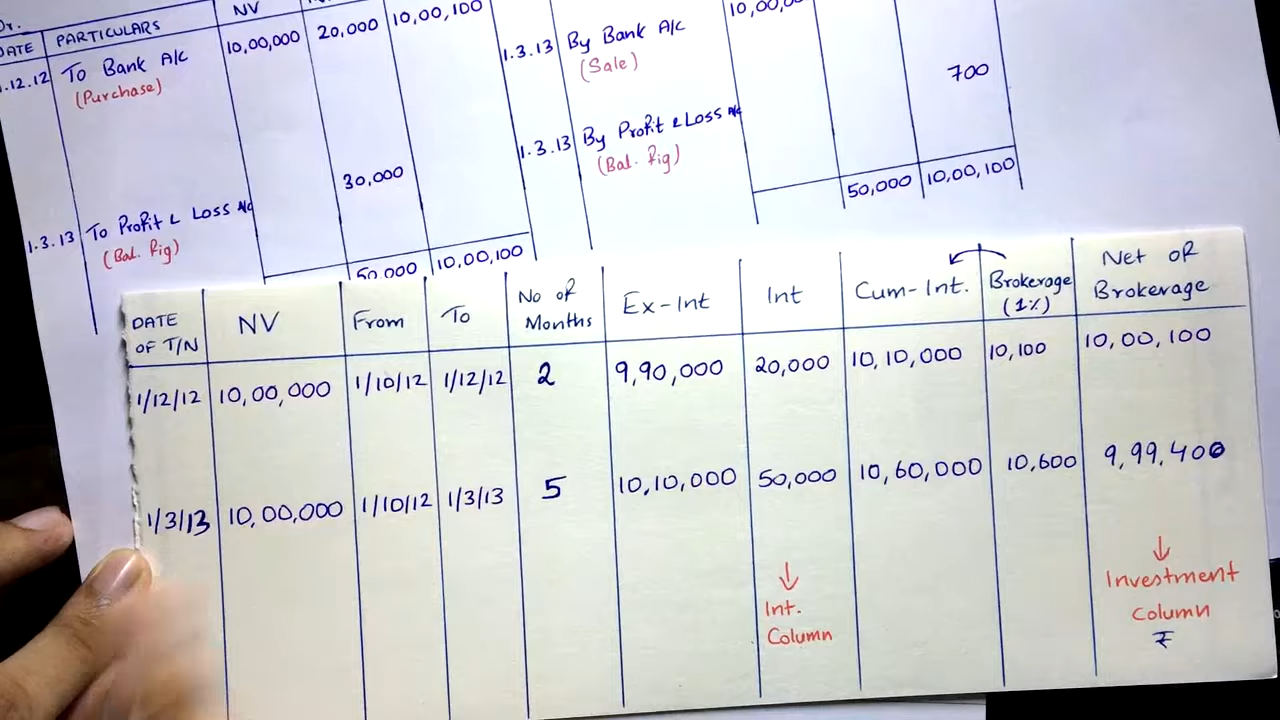 Dr.
DATE PARTICULARS NV
1.12.12 To Bank A/c 10,00,000 20,000 10,00,100
(Purchase)
30,000
1.3.13 To Profit & Loss A/c
(Bal. fig)
50,000 10,00,100
1.3.13 By Bank A/c
(Sale)
700
1.3.13 By Profit & Loss A/c
(Bal. fig)
50,000 10,00,100
DATE OF T/N NV From To No of Months Ex-Int Int Cum-Int. Brokerage (1%) Net of Brokerage
1/12/12 10,00,000 1/10/12 1/12/12 2 9,90,000 20,000 10,10,000 10,100 10,00,100
1/3/13 10,00,000 1/10/12 1/3/13 5 10,10,000 50,000 10,60,000 10,600 9,99,400
↓ Int. Column
↓ Investment Column ₹